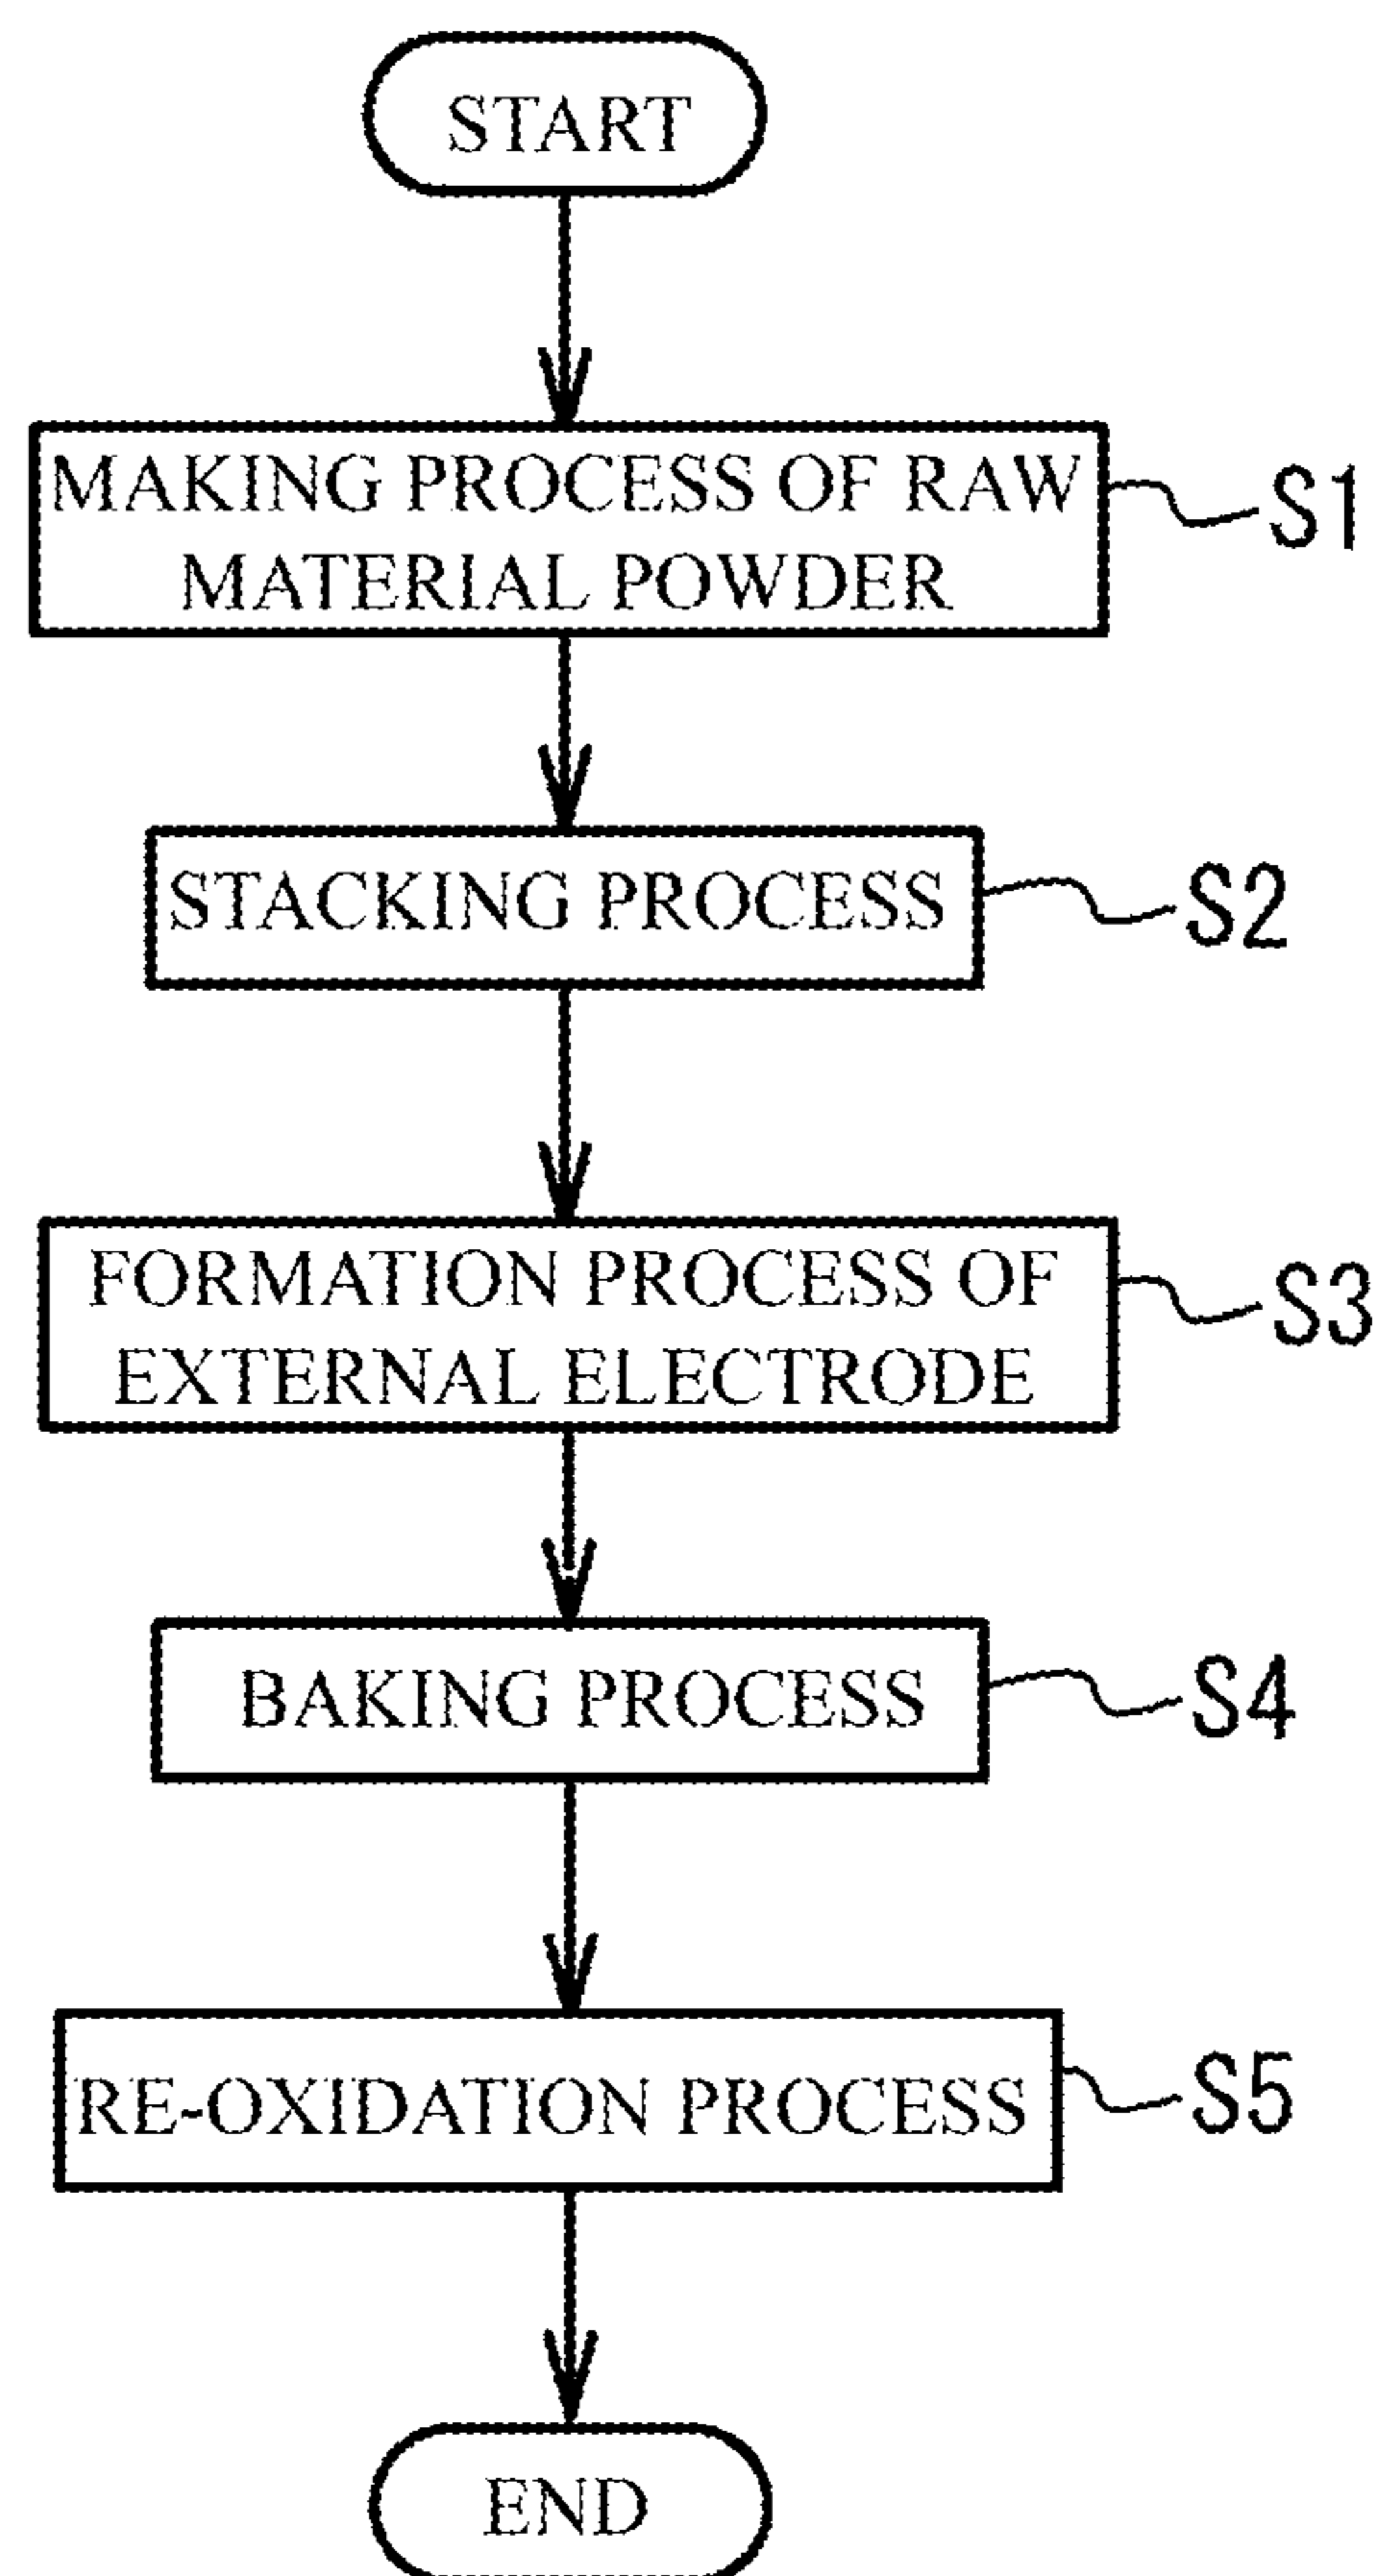 START
MAKING PROCESS OF RAW
MATERIAL POWDER
S1
STACKING PROCESS
S2
FORMATION PROCESS OF
EXTERNAL ELECTRODE
S3
BAKING PROCESS
S4
RE-OXIDATION PROCESS
S5
END